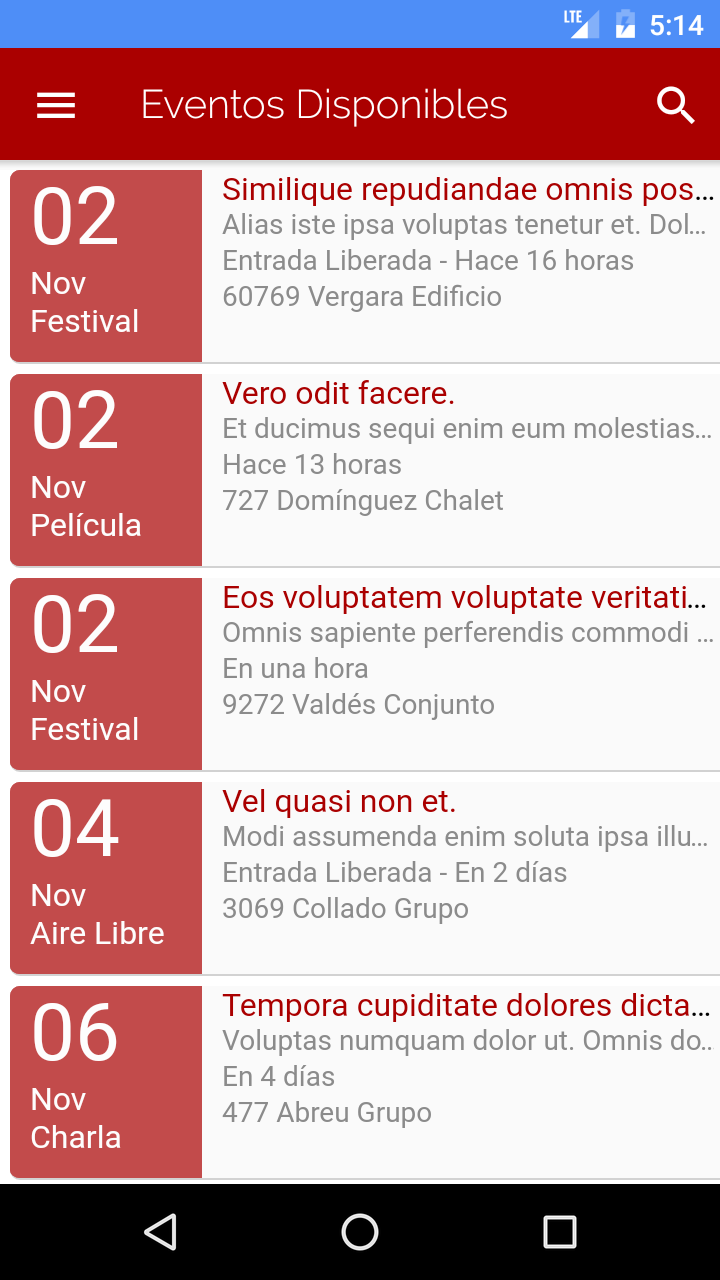 LTE 5:14
Eventos Disponibles
02
Nov
Festival
Similique repudiandae omnis pos...
Alias iste ipsa voluptas tenetur et. Dol...
Entrada Liberada - Hace 16 horas
60769 Vergara Edificio
02
Nov
Película
Vero odit facere.
Et ducimus sequi enim eum molestias...
Hace 13 horas
727 Domínguez Chalet
02
Nov
Festival
Eos voluptatem voluptate veritati...
Omnis sapiente perferendis commodi ...
En una hora
9272 Valdés Conjunto
04
Nov
Aire Libre
Vel quasi non et.
Modi assumenda enim soluta ipsa illu...
Entrada Liberada - En 2 días
3069 Collado Grupo
06
Nov
Charla
Tempora cupiditate dolores dicta...
Voluptas numquam dolor ut. Omnis do...
En 4 días
477 Abreu Grupo